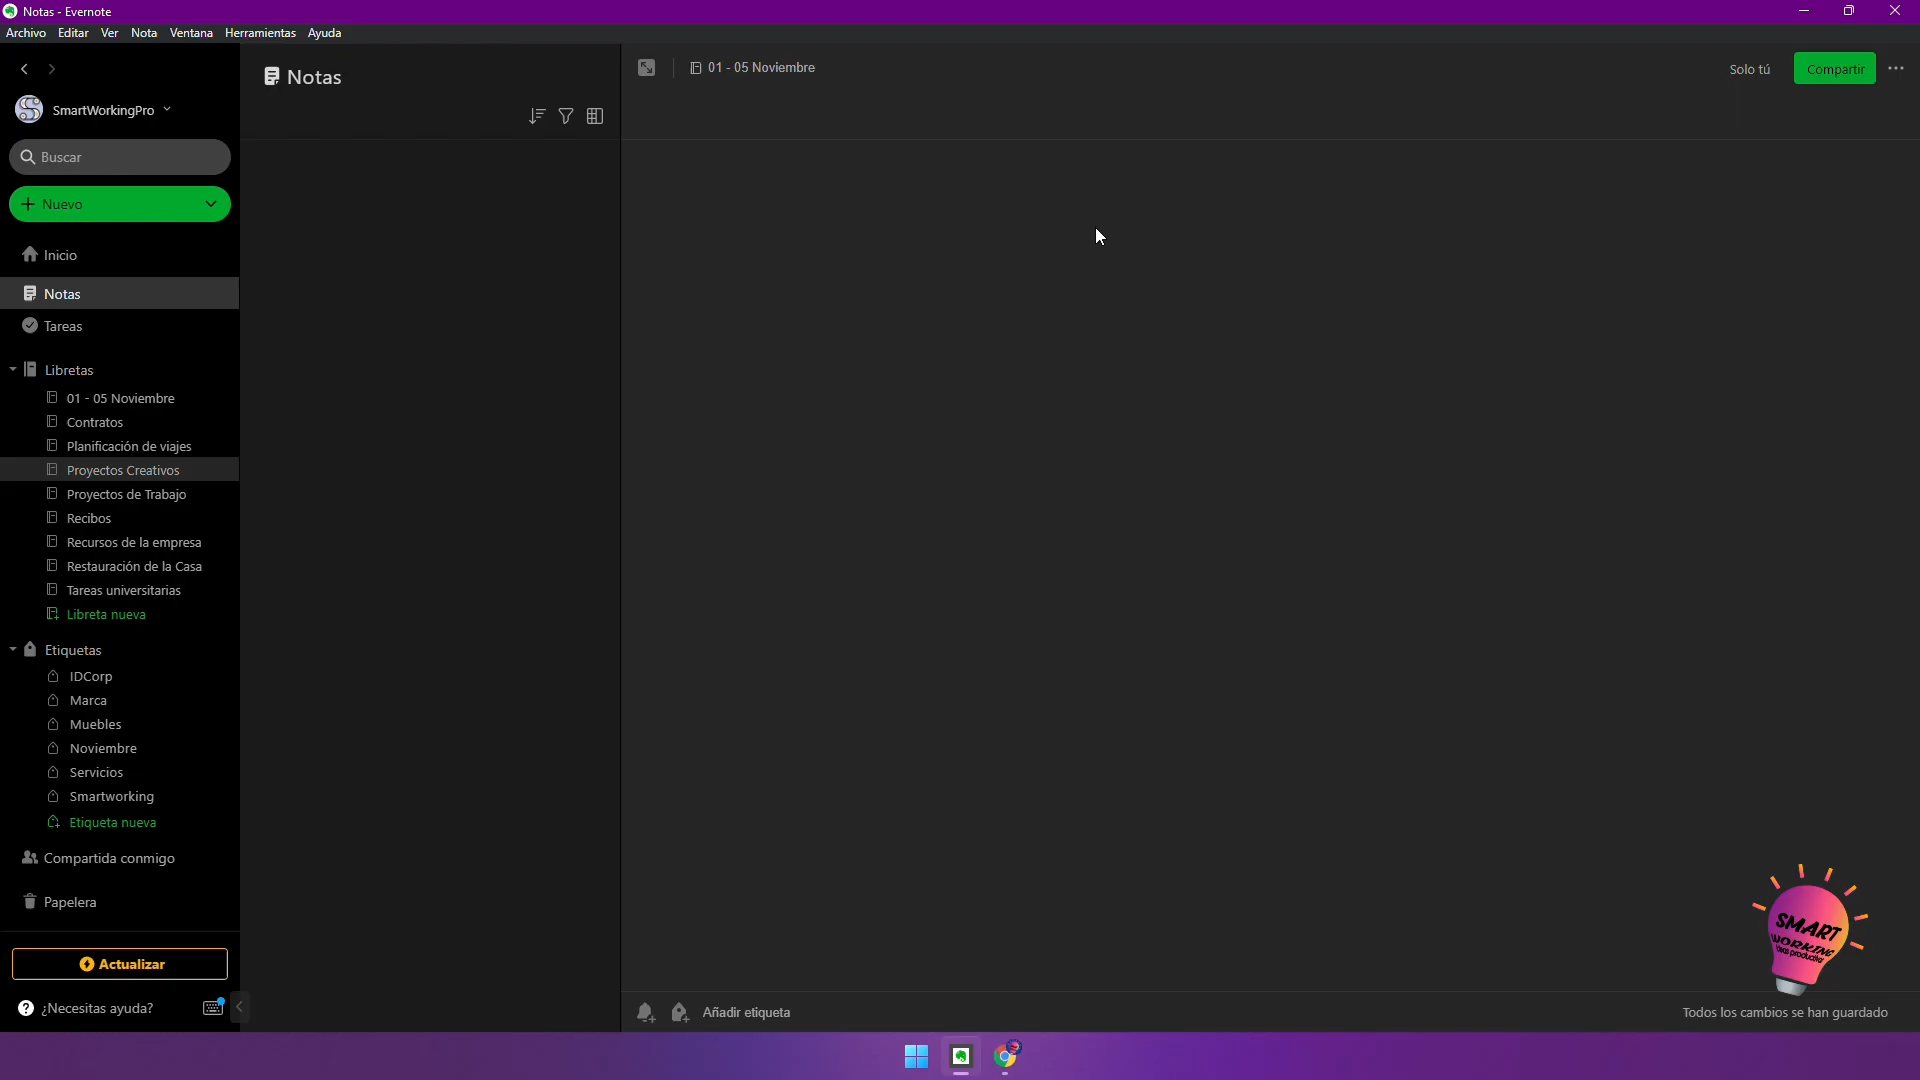 Notas - Evernote
Archivo Editar Ver Nota Ventana Herramientas Ayuda
SmartWorkingPro
Buscar
Nuevo
Inicio
Notas
Tareas
Libretas
01 - 05 Noviembre
Contratos
Planificación de viajes
Proyectos Creativos
Proyectos de Trabajo
Recibos
Recursos de la empresa
Restauración de la Casa
Tareas universitarias
Libreta nueva
Etiquetas
IDCorp
Marca
Muebles
Noviembre
Servicios
Smartworking
Etiqueta nueva
Compartida conmigo
Papelera
Actualizar
¿Necesitas ayuda?
Notas
01 - 05 Noviembre
Solo tú
Compartir
SMART
WORKING
Añadir etiqueta
Todos los cambios se han guardado